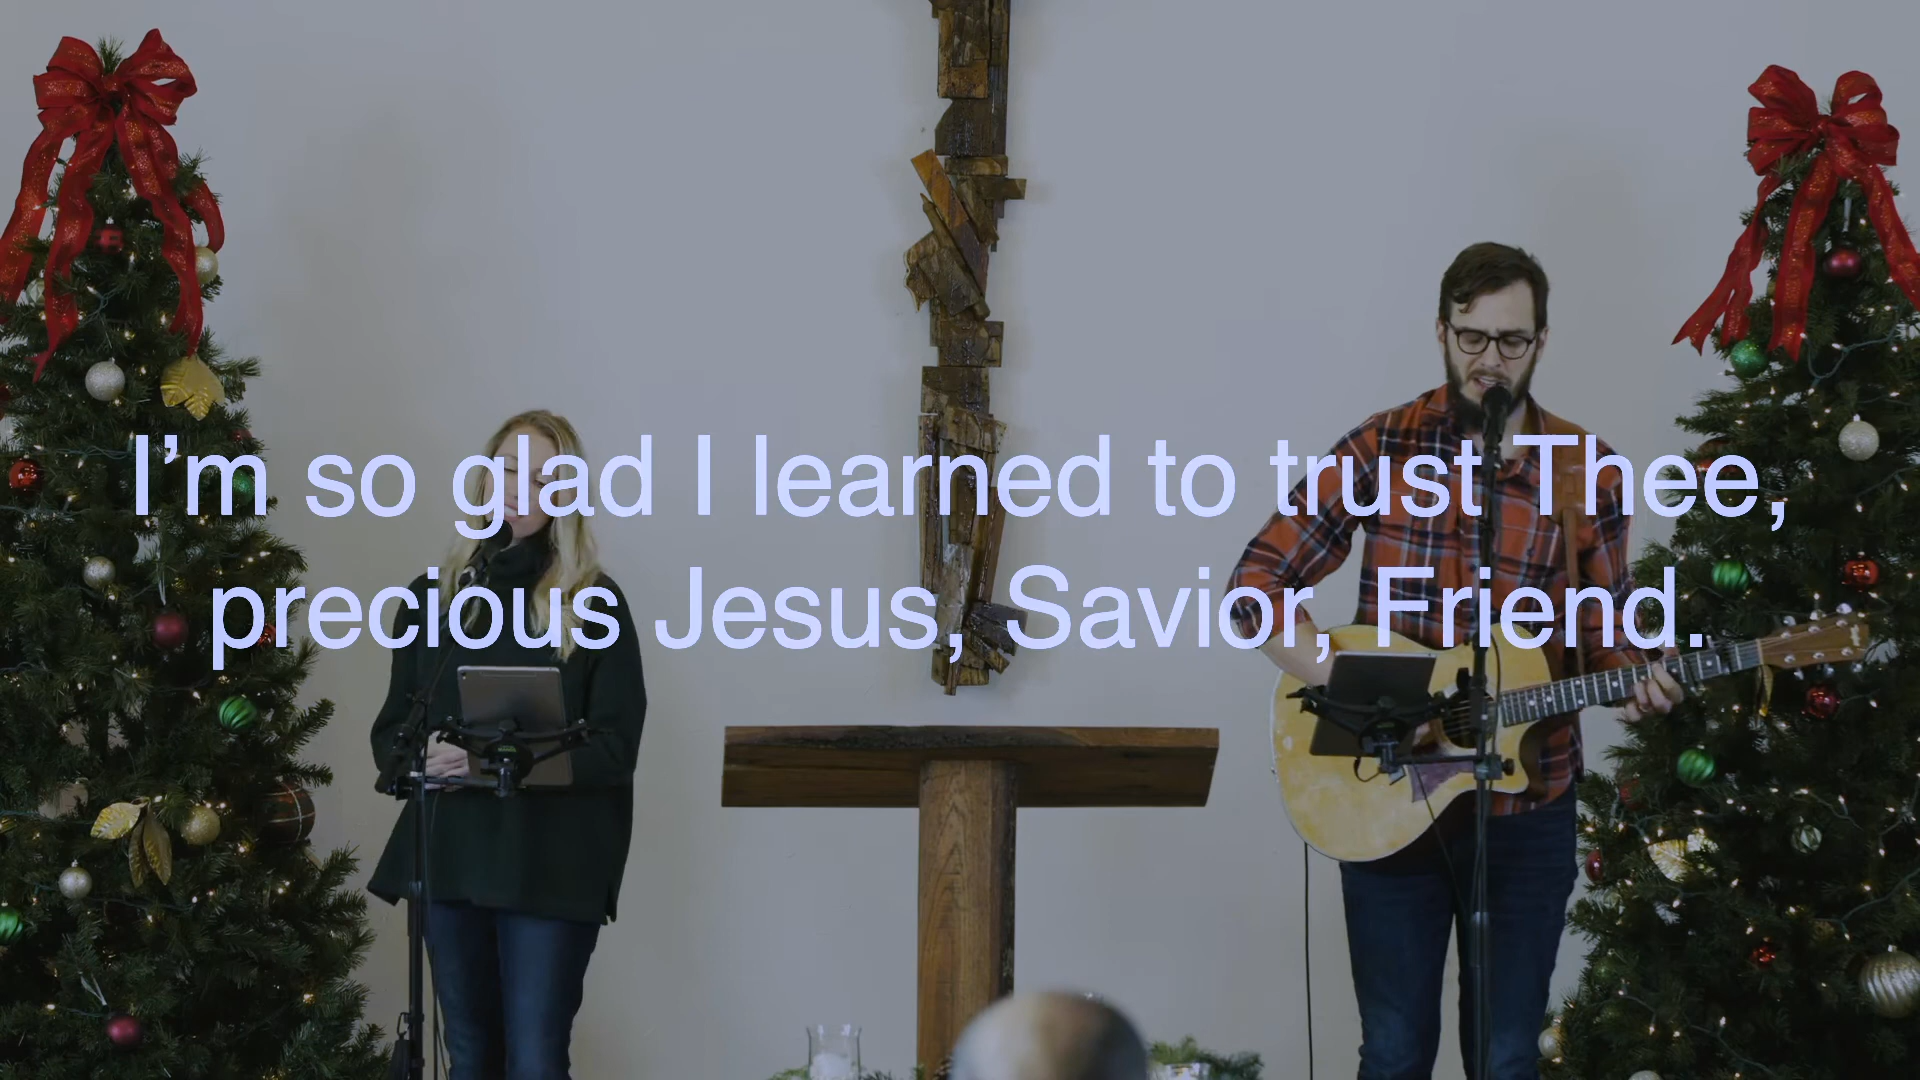 I’m so glad I learned to trust Thee,
precious Jesus, Savior, Friend.